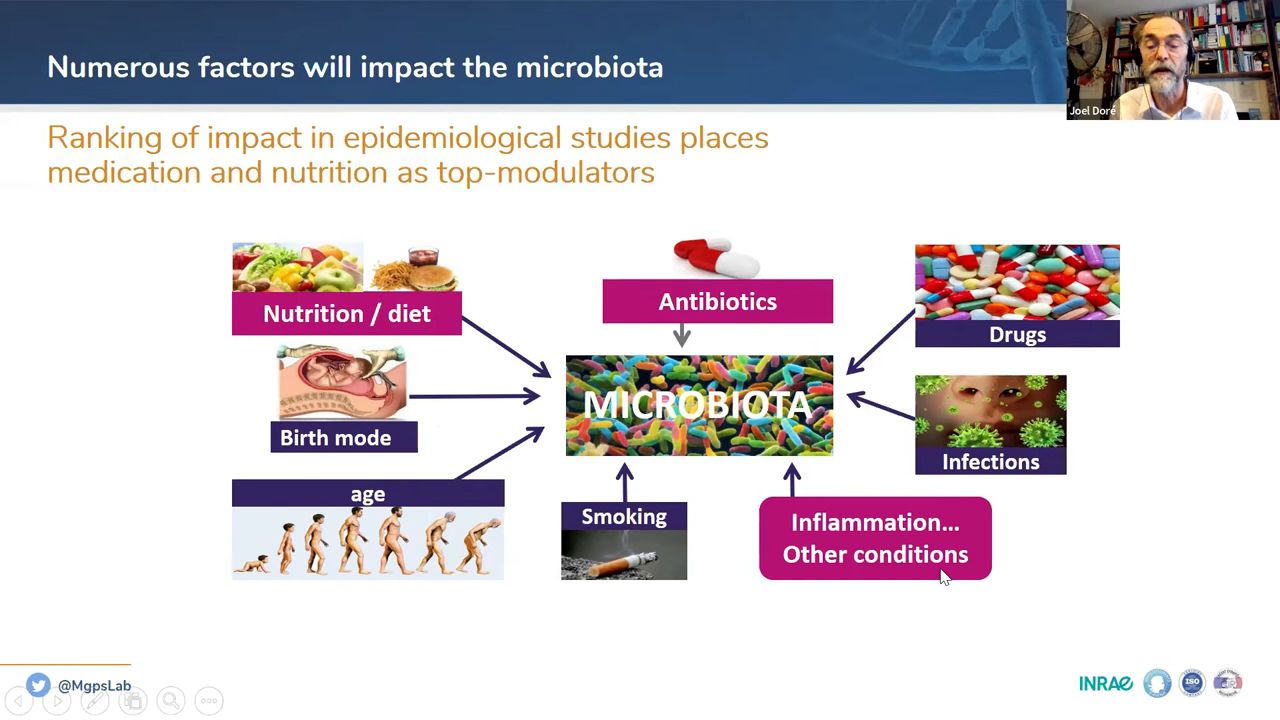 Numerous factors will impact the microbiota
Joel Doré
Ranking of impact in epidemiological studies places
medication and nutrition as top-modulators
Nutrition / diet
Antibiotics
Drugs
Birth mode
MICROBIOTA
Infections
age
Smoking
Inflammation...
Other conditions
@MgpsLab
INRAE
ISO